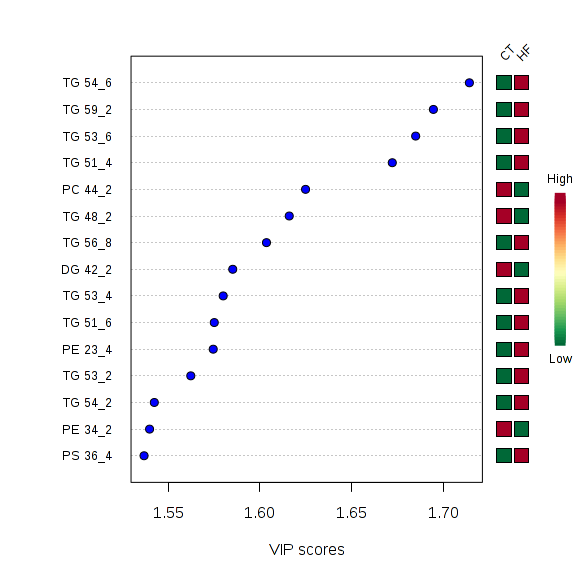 CT HF
TG 54_6
TG 59_2
TG 53_6
TG 51_4
PC 44_2
TG 48_2
TG 56_8
DG 42_2
TG 53_4
TG 51_6
PE 23_4
TG 53_2
TG 54_2
PE 34_2
PS 36_4
High
Low
1.55 1.60 1.65 1.70
VIP scores